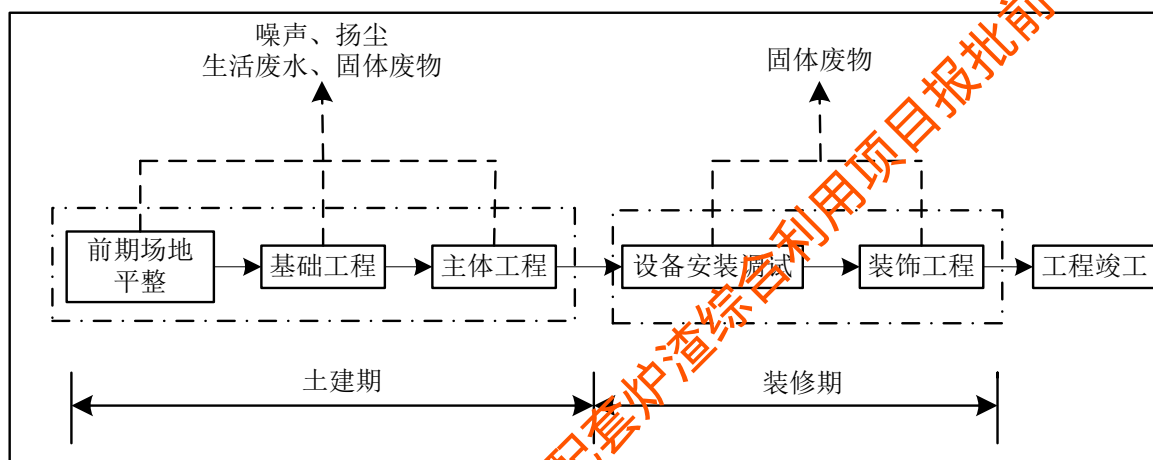 噪声、扬尘
生活废水、固体废物
固体废物
前期场地
平整
基础工程
主体工程
设备安装调试
装饰工程
工程竣工
土建期
装修期
配套炉渣综合利用项目报批前